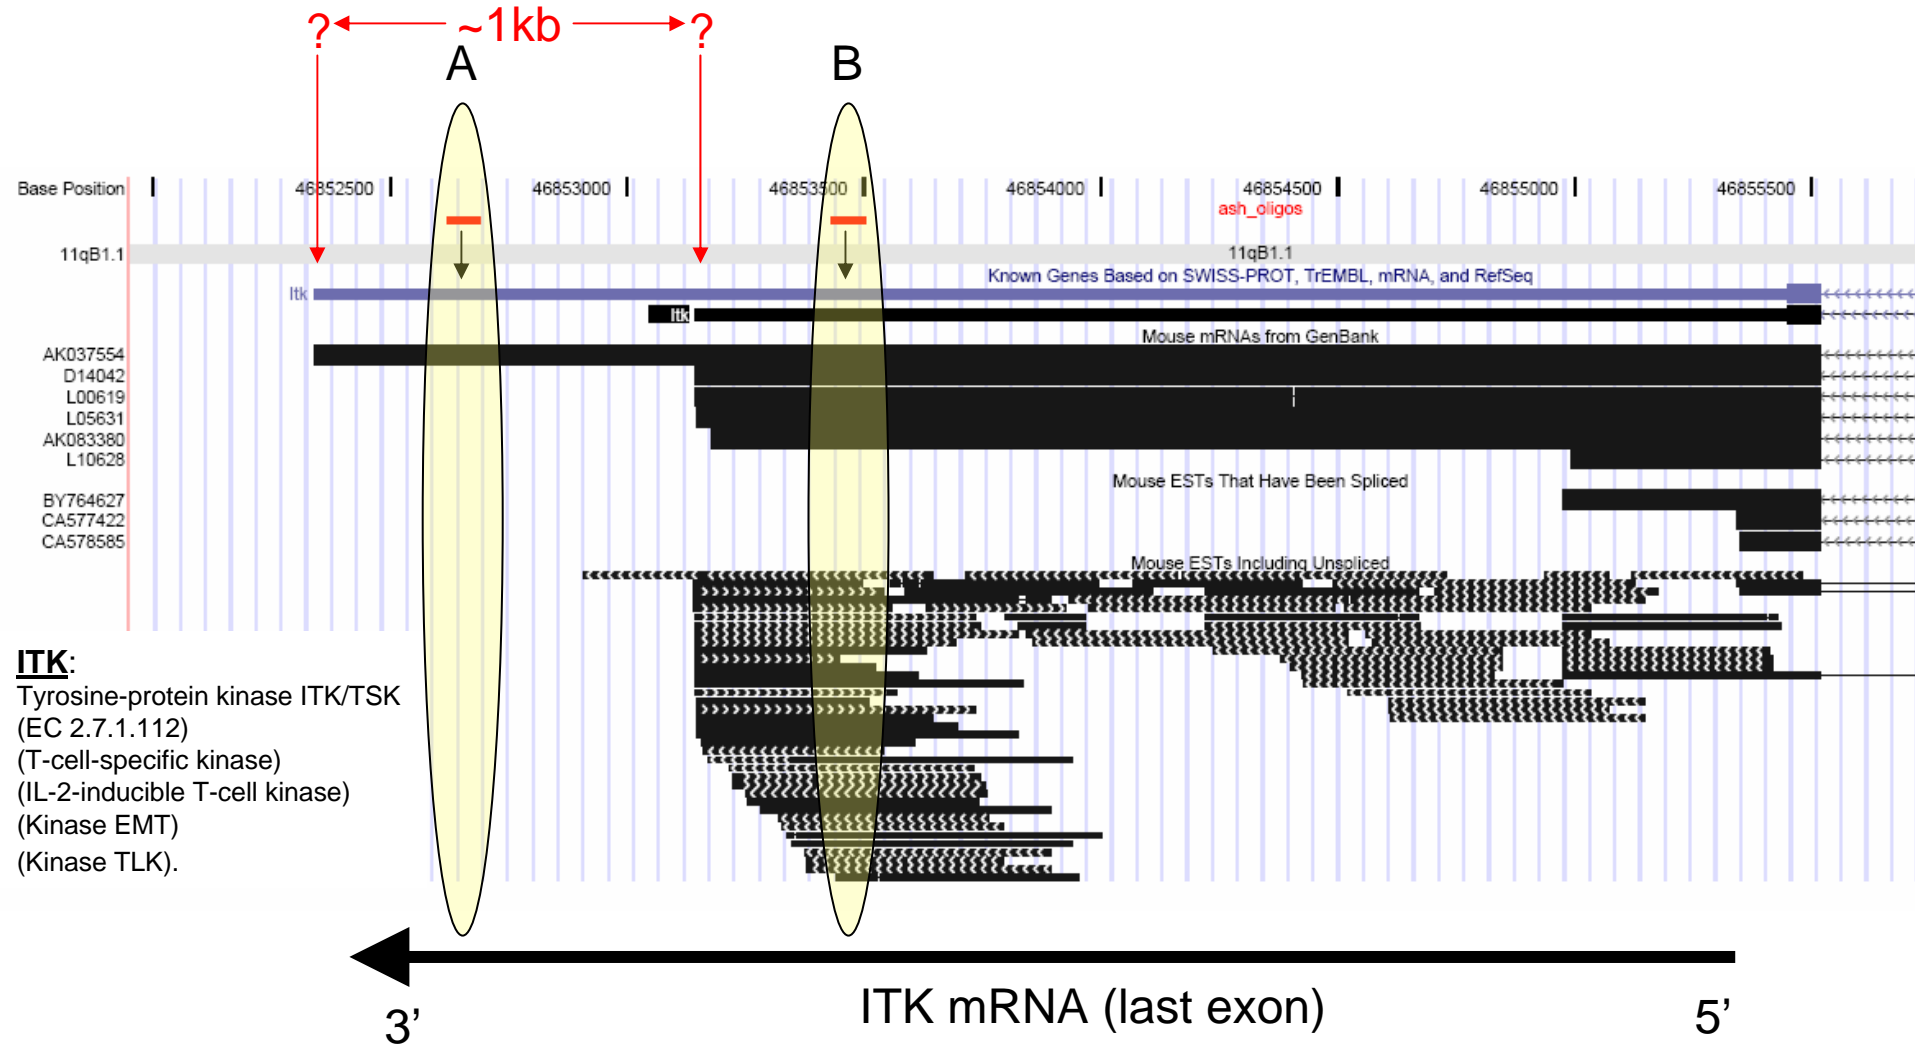 ? ~1kb ?
A B
Base Position 46852500 46853000 46853500 46854000 46854500 46855000 46855500
ash_oligos
11qB1.1 11qB1.1
Known Genes Based on SWISS-PROT, TrEMBL, mRNA, and RefSeq
Itk
Itk
Mouse mRNAs from GenBank
AK037554
D14042
L00619
L05631
AK083380
L10628
Mouse ESTs That Have Been Spliced
BY764627
CA577422
CA578585
Mouse ESTs Including Unspliced
ITK:
Tyrosine-protein kinase ITK/TSK
(EC 2.7.1.112)
(T-cell-specific kinase)
(IL-2-inducible T-cell kinase)
(Kinase EMT)
(Kinase TLK).
3’ ITK mRNA (last exon) 5’